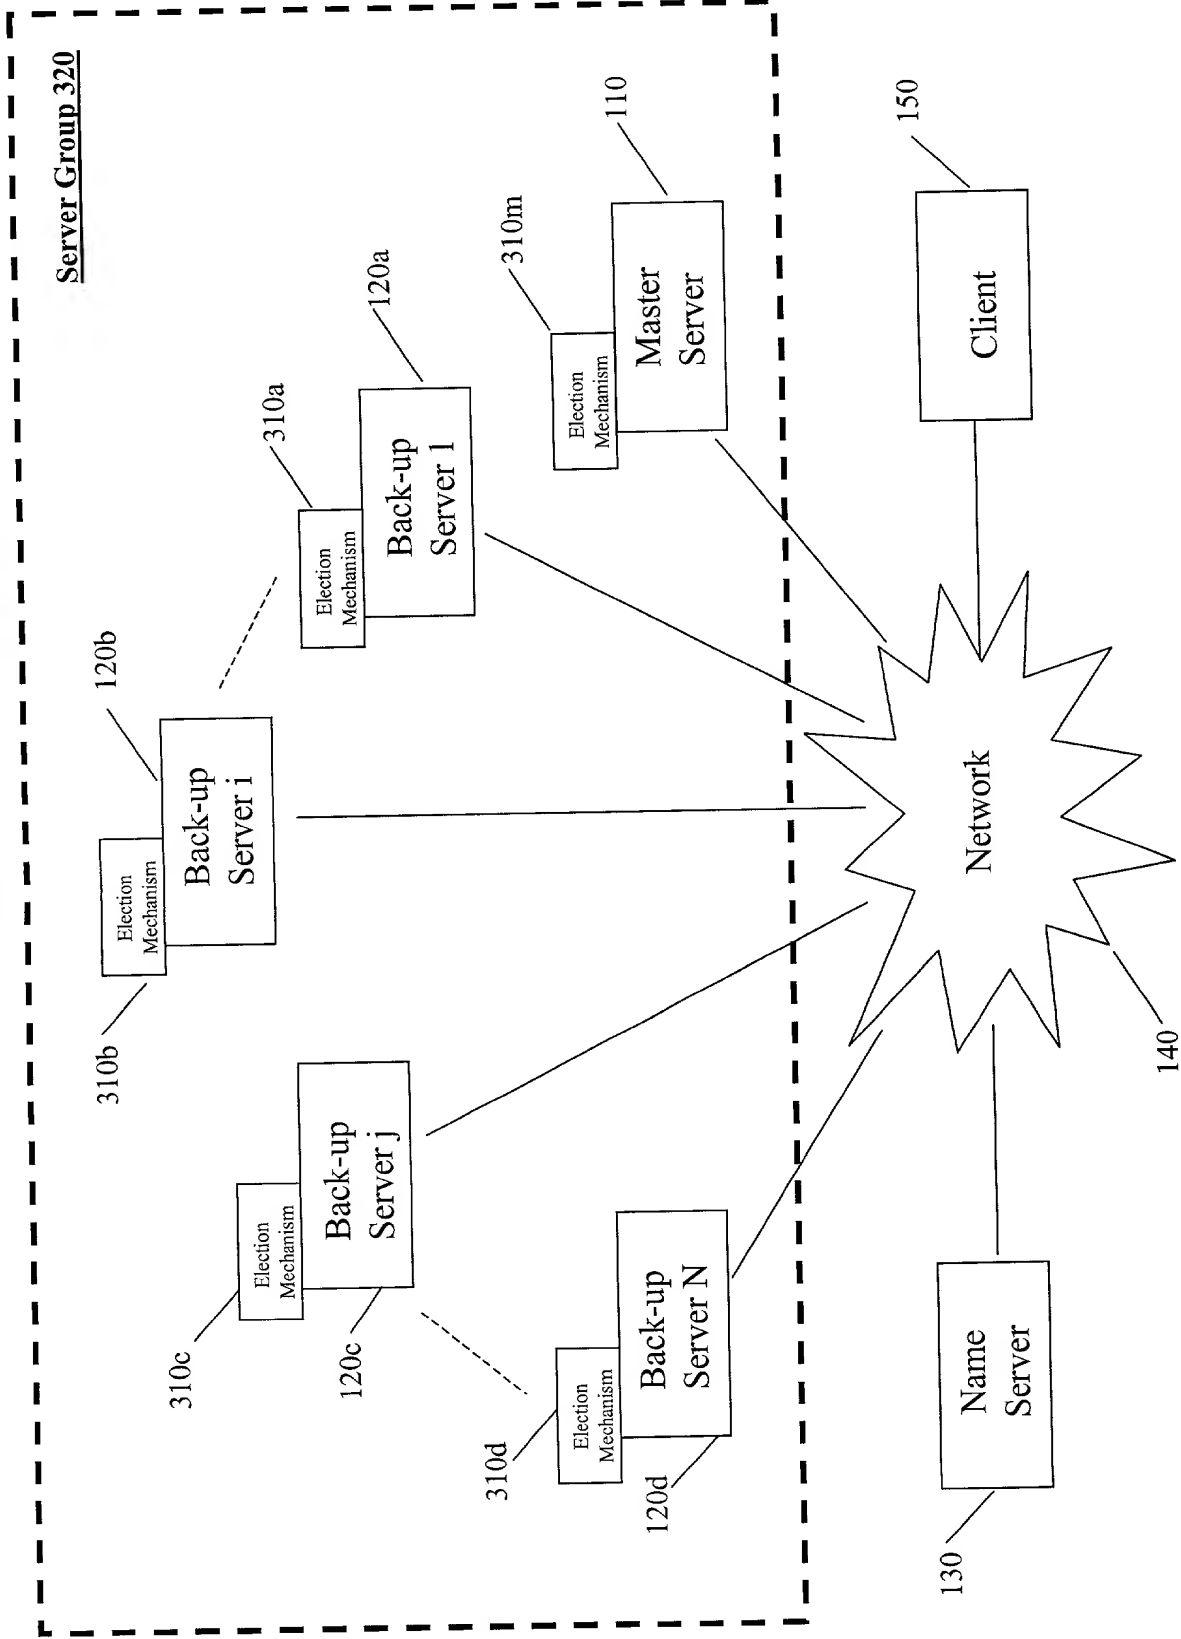 Server Group 320
310b
Election
Mechanism
Back-up
Server i
120b
310c
Election
Mechanism
Back-up
Server j
120c
310a
Election
Mechanism
Back-up
Server 1
120a
310d
Election
Mechanism
Back-up
Server N
120d
310m
Election
Mechanism
Master
Server
110
130
Name
Server
Network
140
Client
150